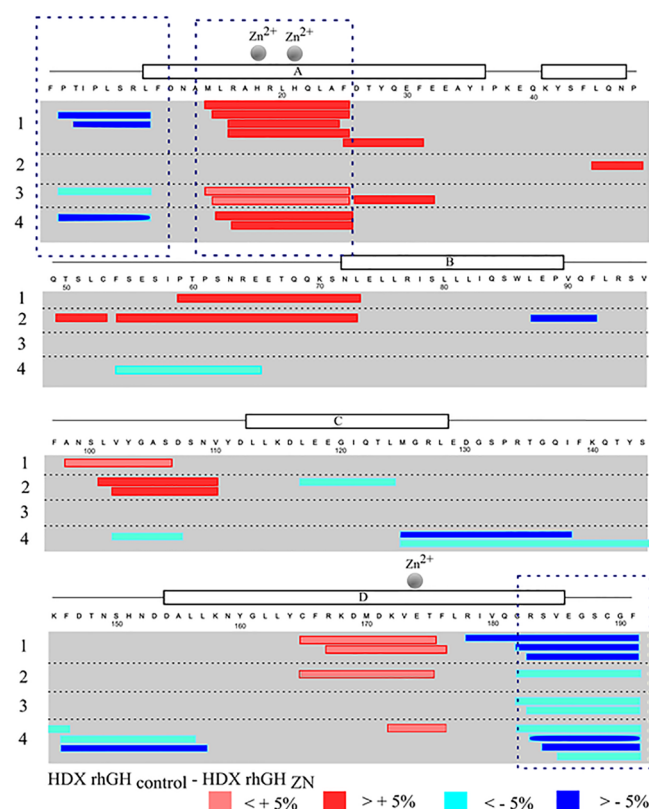 Zn2+ Zn2+
A
F P T I P L S R L F D N A M L R A H R L H Q L A F D T Y Q E F E E A Y I P K E Q K Y S F L Q N P
20 40
1
2
3
4
B
Q T S L C F S E S I P T P S N R E E T Q Q K S N L E L L R I S L L L I Q S W L E P V Q F L R S V
50 60 70 80 90
1
2
3
4
C
F A N S L V Y G A S D S N V Y D L L K D L E E G I Q T L M G R L E D G S P R T G Q I F K Q T Y S
100 110 120 130 140
1
2
3
4
Zn2+
D
K F D T N S H N D D A L L K N Y G L L Y C F R K D M D K V E T F L R I V Q C R S V E G S C G F
150 160 170 180 190
1
2
3
4
HDX rhGH control - HDX rhGH ZN
< + 5% > + 5% < - 5% > - 5%